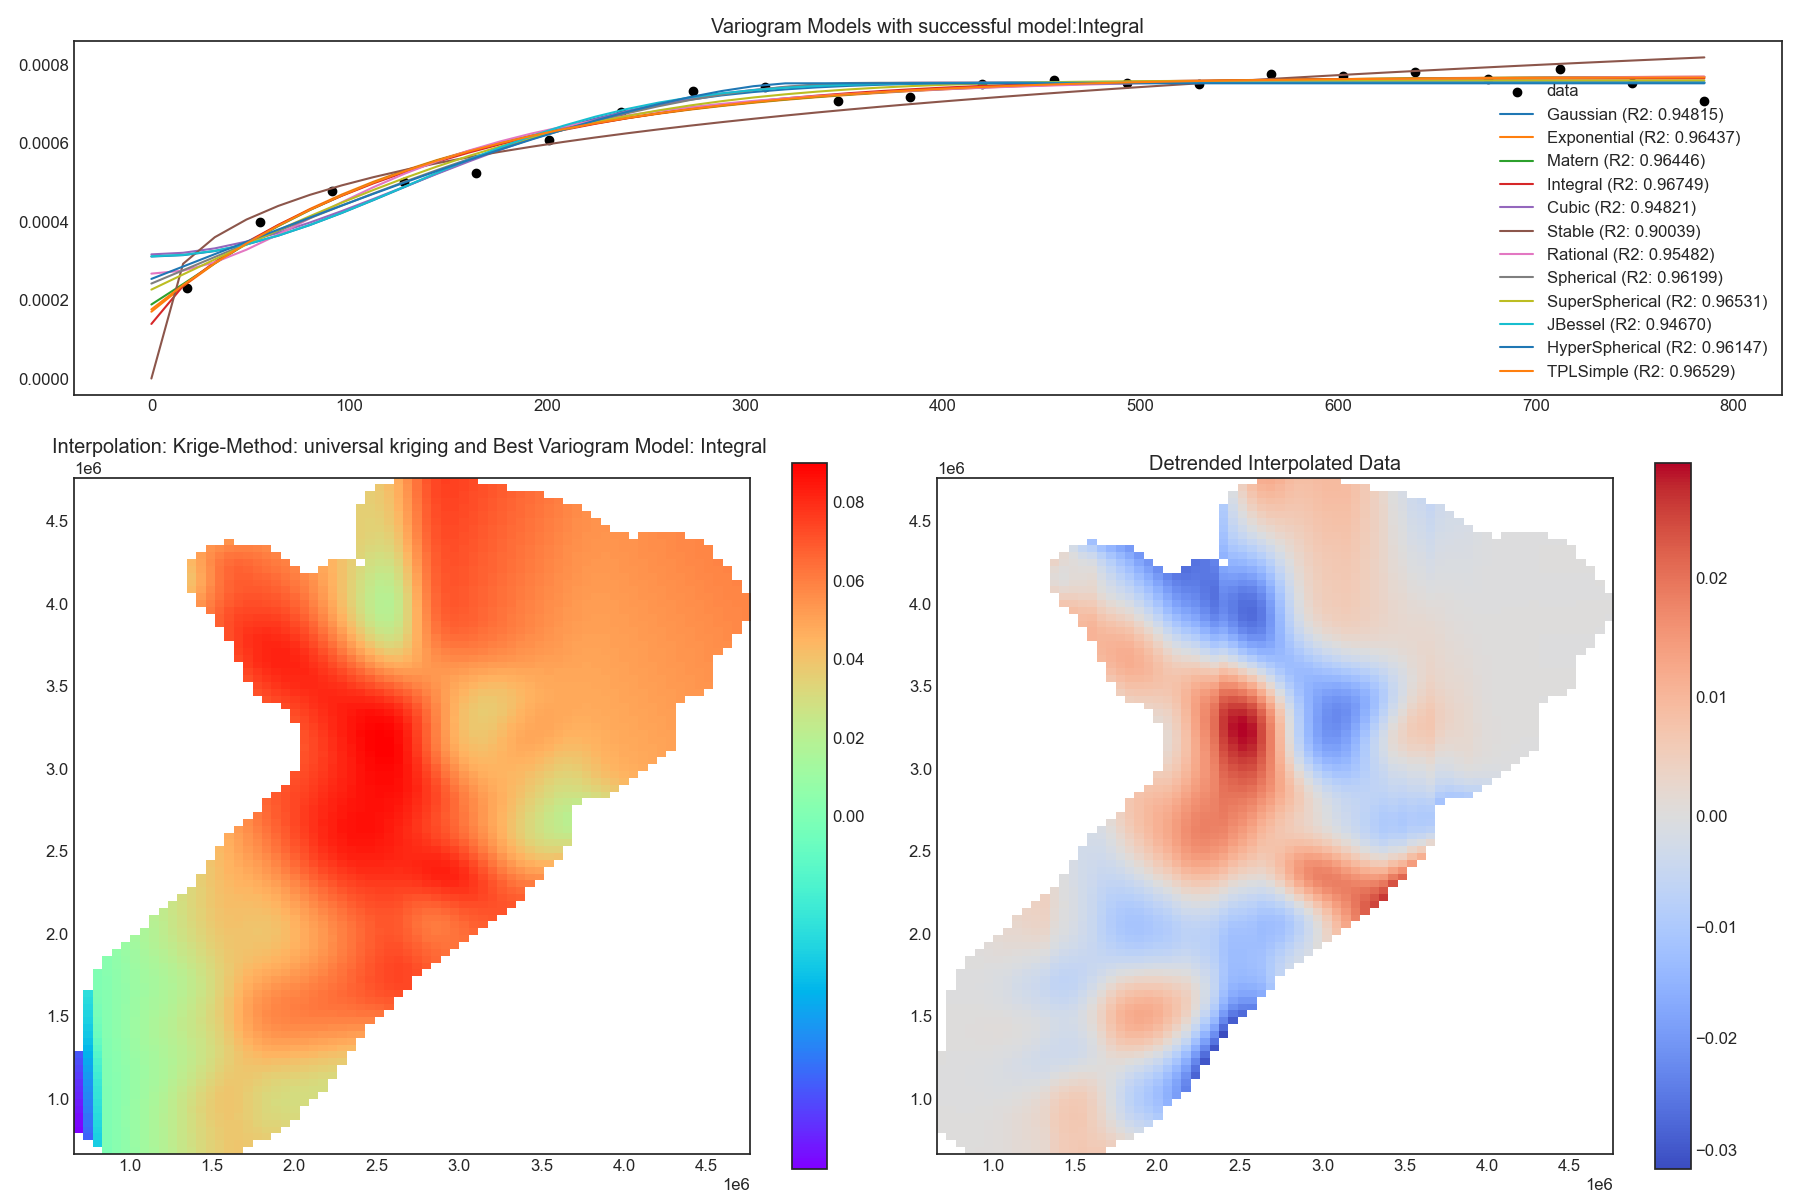 Variogram Models with successful model:Integral
0.0008
0.0006
0.0004
0.0002
0.0000
data
Gaussian (R2: 0.94815)
Exponential (R2: 0.96437)
Matern (R2: 0.96446)
Integral (R2: 0.96749)
Cubic (R2: 0.94821)
Stable (R2: 0.90039)
Rational (R2: 0.95482)
Spherical (R2: 0.96199)
SuperSpherical (R2: 0.96531)
JBessel (R2: 0.94670)
HyperSpherical (R2: 0.96147)
TPLSimple (R2: 0.96529)
0 100 200 300 400 500 600 700 800
Interpolation: Krige-Method: universal kriging and Best Variogram Model: Integral
1e6
4.5
4.0
3.5
3.0
2.5
2.0
1.5
1.0
1.0 1.5 2.0 2.5 3.0 3.5 4.0 4.5
1e6
0.08
0.06
0.04
0.02
0.00
Detrended Interpolated Data
1e6
4.5
4.0
3.5
3.0
2.5
2.0
1.5
1.0
1.0 1.5 2.0 2.5 3.0 3.5 4.0 4.5
1e6
0.02
0.01
0.00
−0.01
−0.02
−0.03